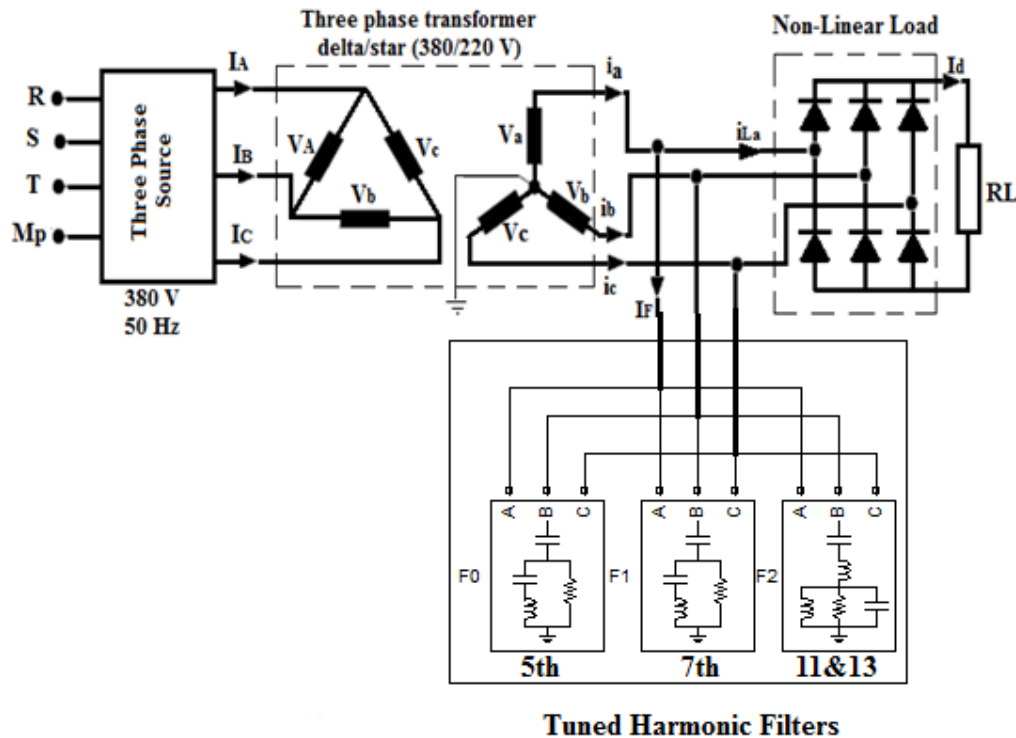 Three phase transformer
delta/star (380/220 V)
Non-Linear Load
R
S
T
Mp
Three Phase
Source
380 V
50 Hz
IA
IB
IC
VA
Vc
Vb
Va
Vb
Vc
ia
ib
ic
iLa
Id
RL
IF
A B C
A B C
A B C
F0
F1
F2
5th
7th
11&13
Tuned Harmonic Filters